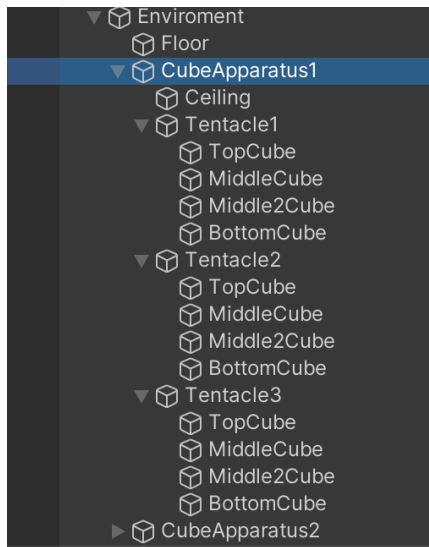 Enviroment
Floor
CubeApparatus1
Ceiling
Tentacle1
TopCube
MiddleCube
Middle2Cube
BottomCube
Tentacle2
TopCube
MiddleCube
Middle2Cube
BottomCube
Tentacle3
TopCube
MiddleCube
Middle2Cube
BottomCube
CubeApparatus2